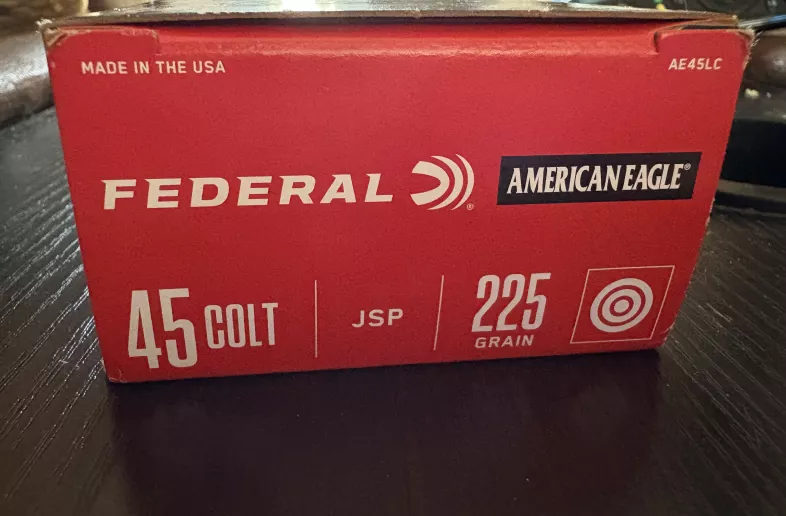 MADE IN THE USA
AE45LC
FEDERAL®
AMERICAN EAGLE®
45 COLT
JSP
225
GRAIN